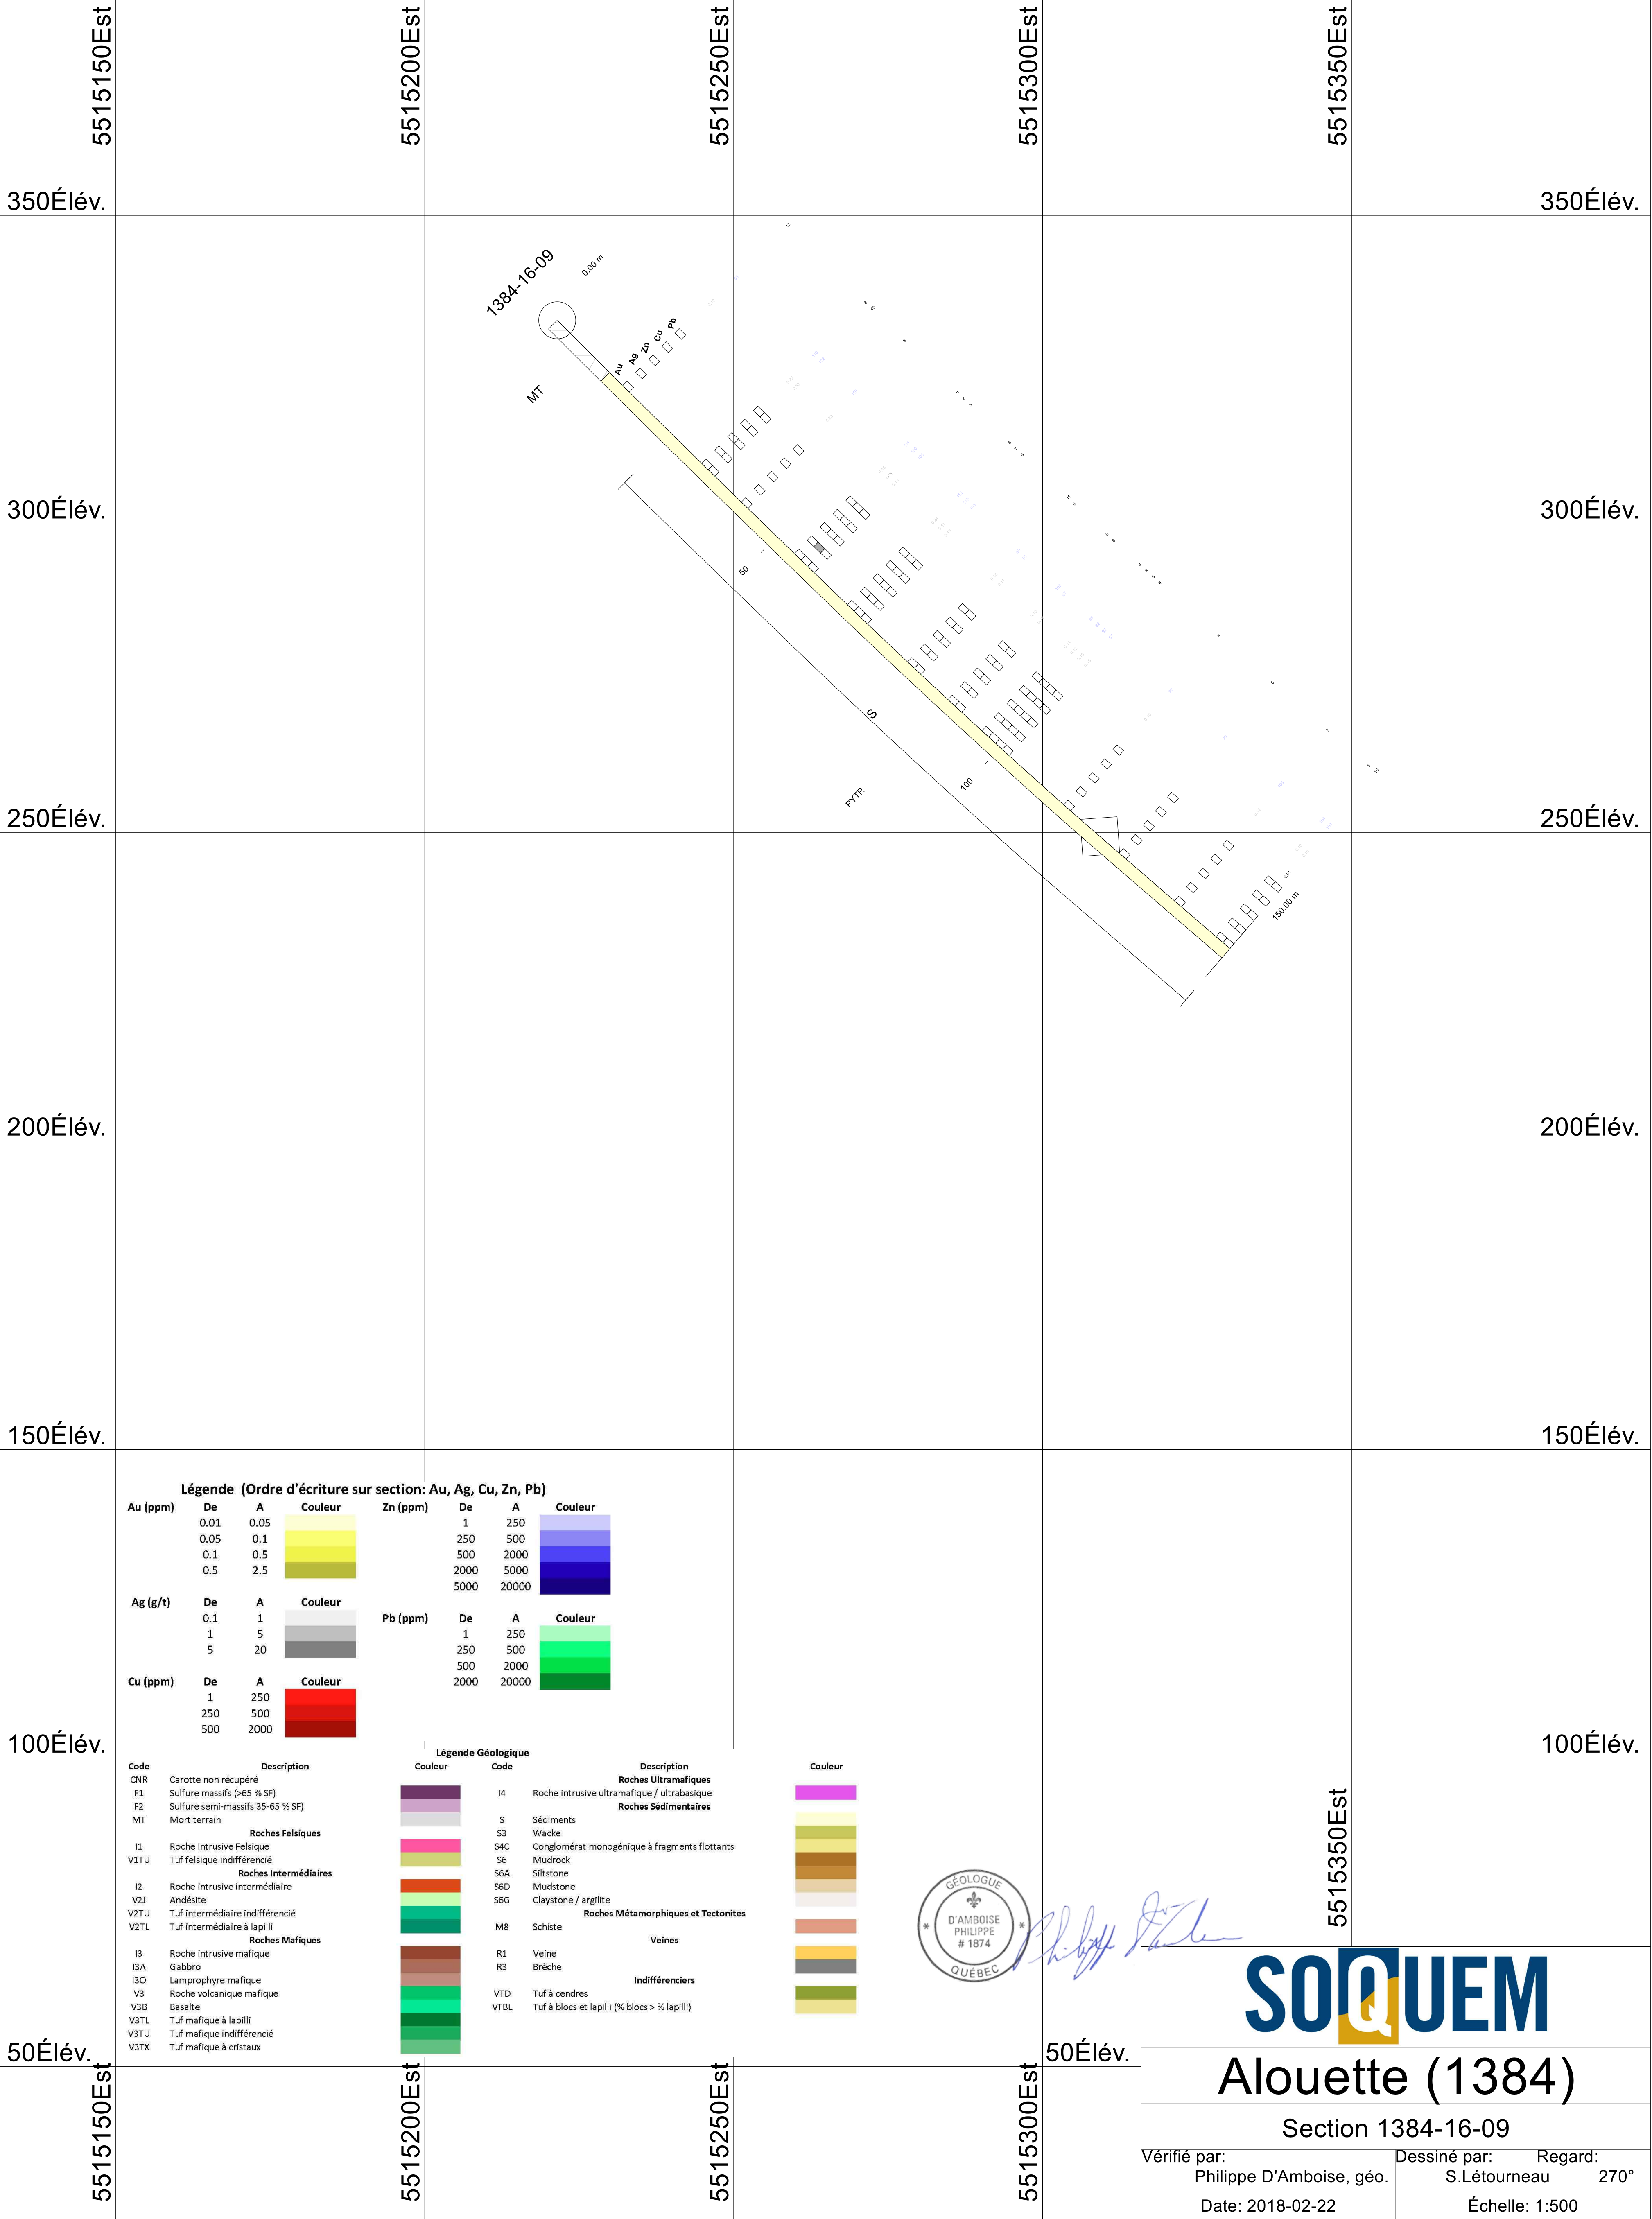 5515150Est
5515200Est
5515250Est
5515300Est
5515350Est
350Élév.
350Élév.
1384-16-09
0.00 m
MT
Au
Ag
Zn
Cu
Pb
300Élév.
300Élév.
50
S
PYTR
100
250Élév.
250Élév.
150.00 m
200Élév.
200Élév.
150Élév.
150Élév.
Légende (Ordre d'écriture sur section: Au, Ag, Cu, Zn, Pb)
Au (ppm) De A Couleur
0.01 0.05
0.05 0.1
0.1 0.5
0.5 2.5
Zn (ppm) De A Couleur
1 250
250 500
500 2000
2000 5000
5000 20000
Ag (g/t) De A Couleur
0.1 1
1 5
5 20
Pb (ppm) De A Couleur
1 250
250 500
500 2000
2000 20000
Cu (ppm) De A Couleur
1 250
250 500
500 2000
100Élév.
100Élév.
Légende Géologique
Code Description Couleur
CNR Carotte non récupéré
F1 Sulfure massifs (>65 % SF)
F2 Sulfure semi-massifs 35-65 % SF)
MT Mort terrain
Roches Felsiques
I1 Roche Intrusive Felsique
V1TU Tuf felsique indifférencié
Roches Intermédiaires
I2 Roche intrusive intermédiaire
V2J Andésite
V2TU Tuf intermédiaire indifférencié
V2TL Tuf intermédiaire à lapilli
Roches Mafiques
I3 Roche intrusive mafique
I3A Gabbro
I3O Lamprophyre mafique
V3 Roche volcanique mafique
V3B Basalte
V3TL Tuf mafique à lapilli
V3TU Tuf mafique indifférencié
V3TX Tuf mafique à cristaux
Code Description Couleur
Roches Ultramafiques
I4 Roche intrusive ultramafique / ultrabasique
Roches Sédimentaires
S Sédiments
S3 Wacke
S4C Conglomérat monogénique à fragments flottants
S6 Mudrock
S6A Siltstone
S6D Mudstone
S6G Claystone / argilite
Roches Métamorphiques et Tectonites
M8 Schiste
Veines
R1 Veine
R3 Brèche
Indifférenciers
VTD Tuf à cendres
VTBL Tuf à blocs et lapilli (% blocs > % lapilli)
GÉOLOGUE
D'AMBOISE
PHILIPPE
# 1874
QUÉBEC
5515350Est
50Élév.
50Élév.
5515150Est
5515200Est
5515250Est
5515300Est
SOQUEM
Alouette (1384)
Section 1384-16-09
Vérifié par:
Philippe D'Amboise, géo.
Dessiné par:
S.Létourneau
Regard:
270°
Date: 2018-02-22
Échelle: 1:500